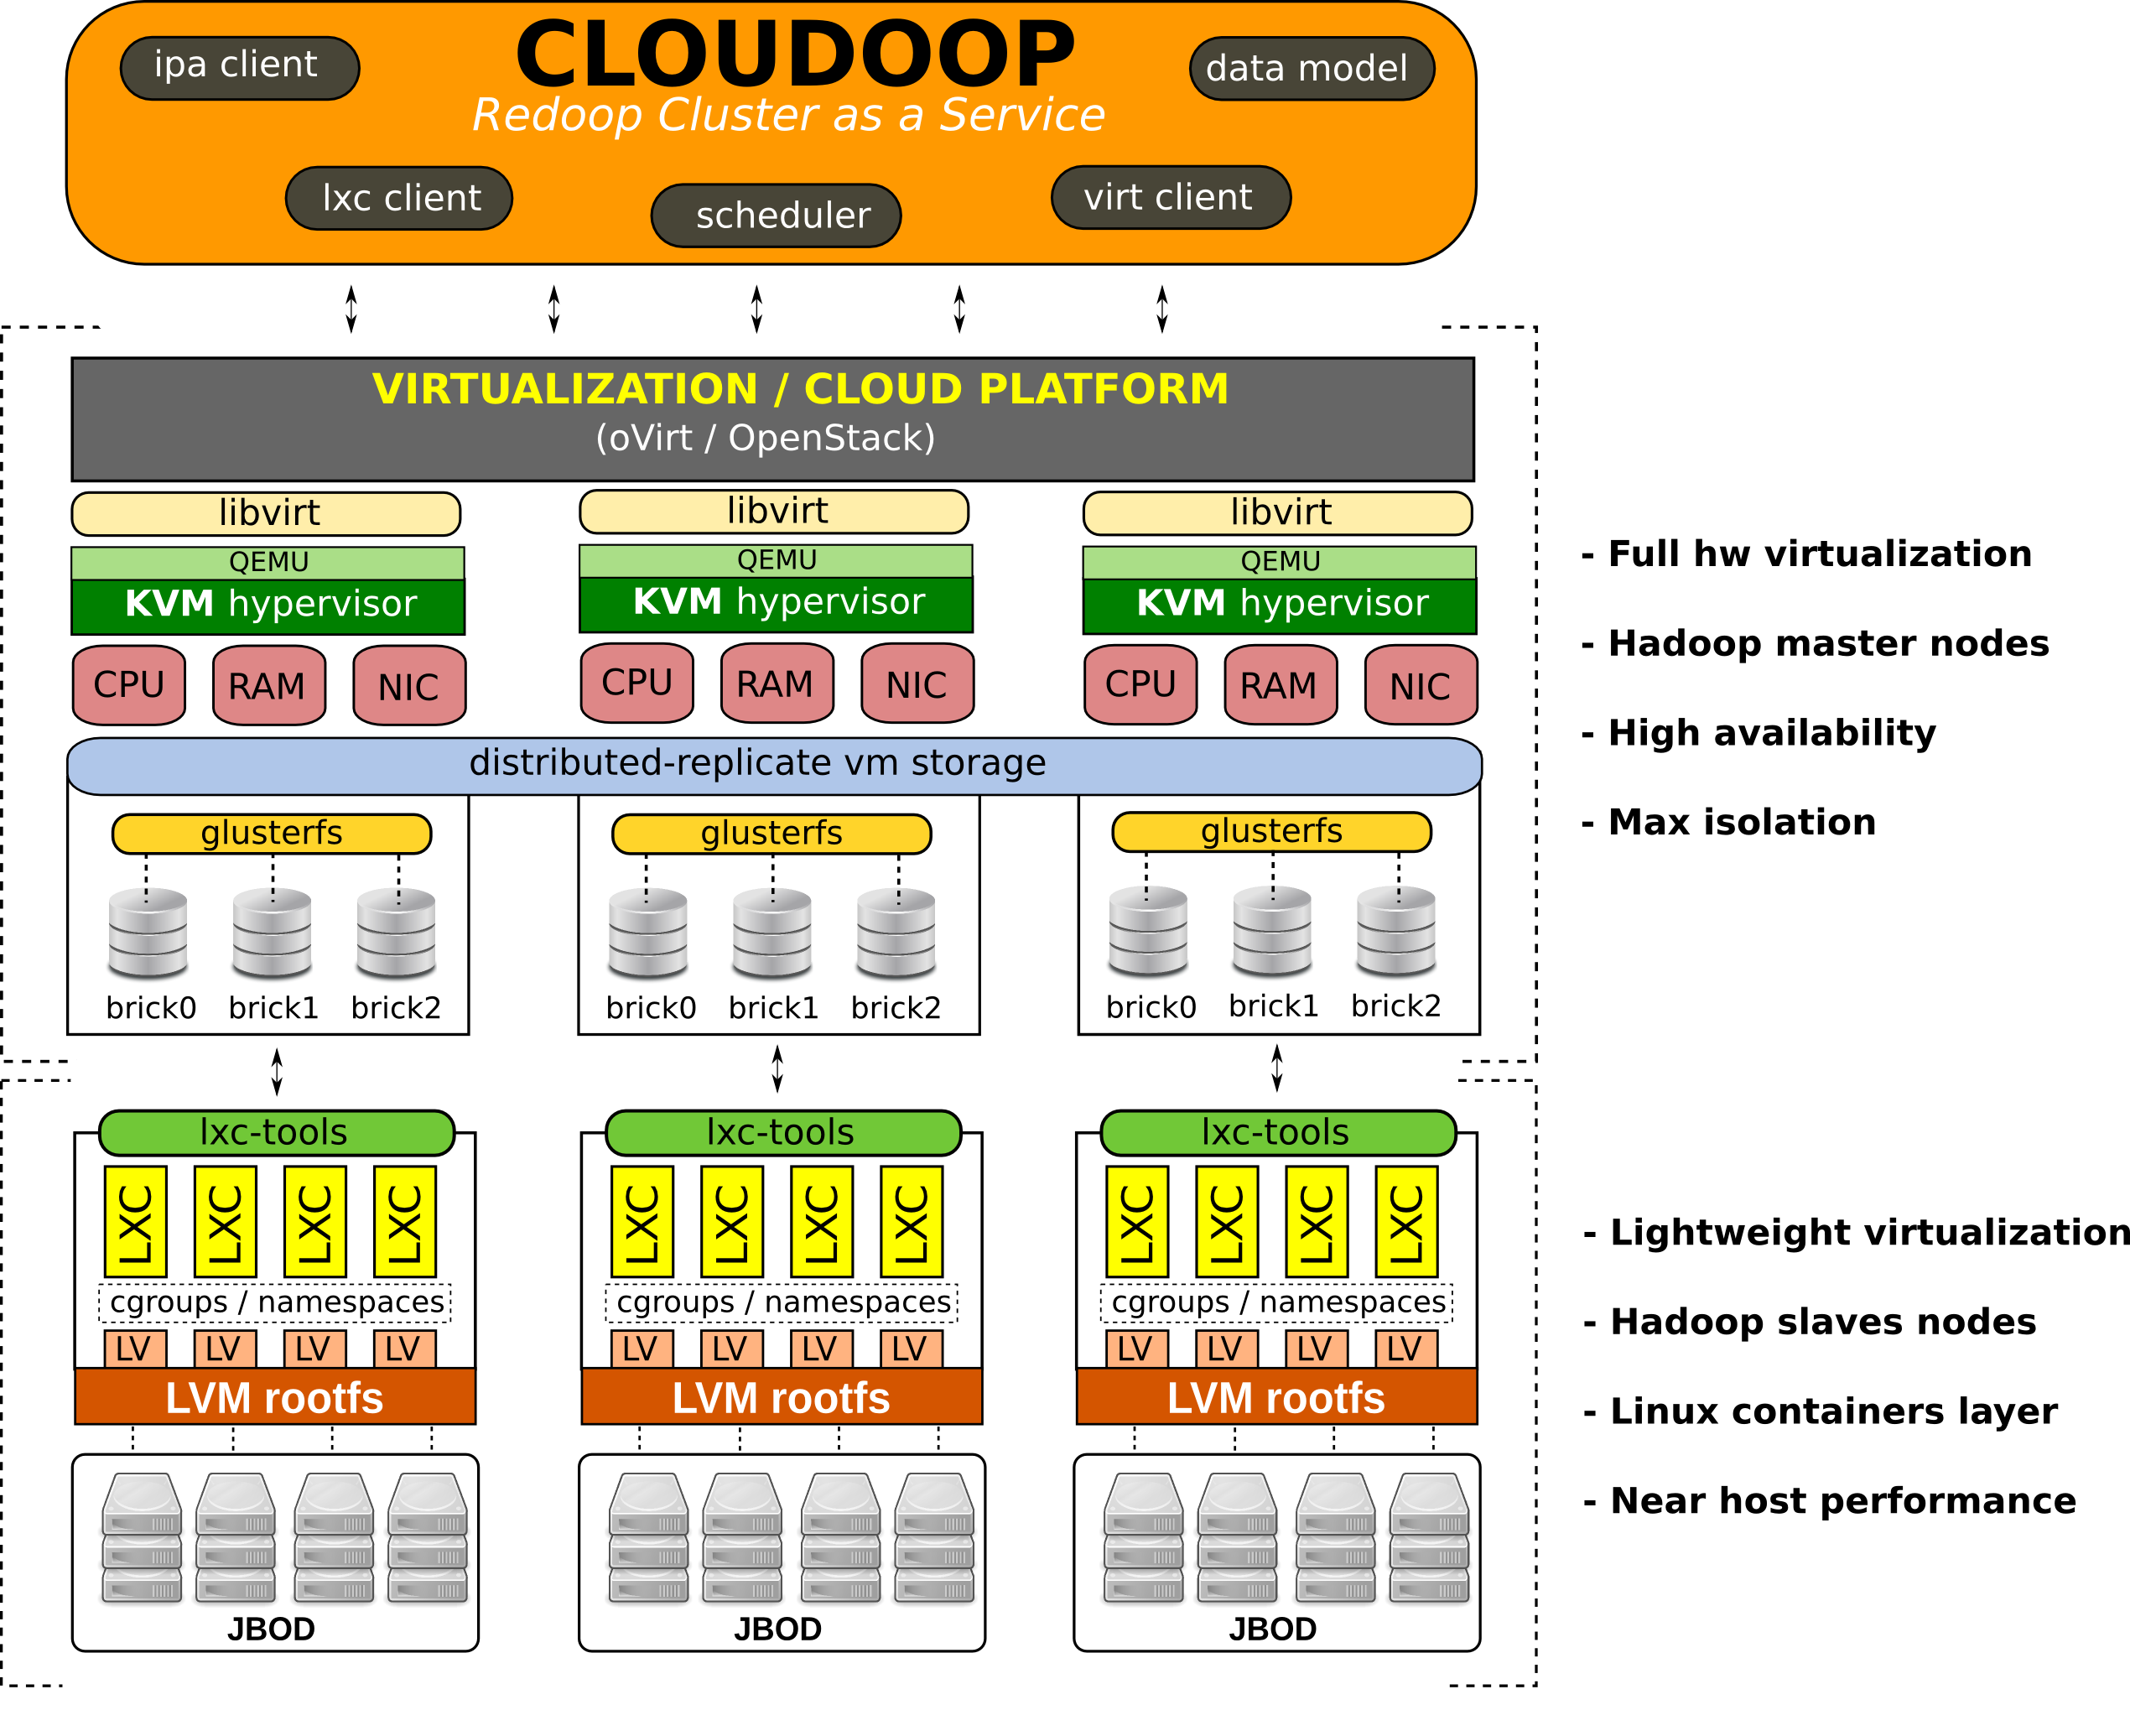 CLOUDOOP
Redoop Cluster as a Service
ipa client
data model
lxc client
scheduler
virt client
VIRTUALIZATION / CLOUD PLATFORM
(oVirt / OpenStack)
libvirt
libvirt
libvirt
QEMU
QEMU
QEMU
KVM hypervisor
KVM hypervisor
KVM hypervisor
CPU RAM NIC
CPU RAM NIC
CPU RAM NIC
distributed-replicate vm storage
glusterfs
glusterfs
glusterfs
brick0 brick1 brick2
brick0 brick1 brick2
brick0 brick1 brick2
- Full hw virtualization
- Hadoop master nodes
- High availability
- Max isolation
lxc-tools
lxc-tools
lxc-tools
LXC LXC LXC LXC
LXC LXC LXC LXC
LXC LXC LXC LXC
cgroups / namespaces
cgroups / namespaces
cgroups / namespaces
LV LV LV LV
LV LV LV LV
LV LV LV LV
LVM rootfs
LVM rootfs
LVM rootfs
JBOD
JBOD
JBOD
- Lightweight virtualization
- Hadoop slaves nodes
- Linux containers layer
- Near host performance